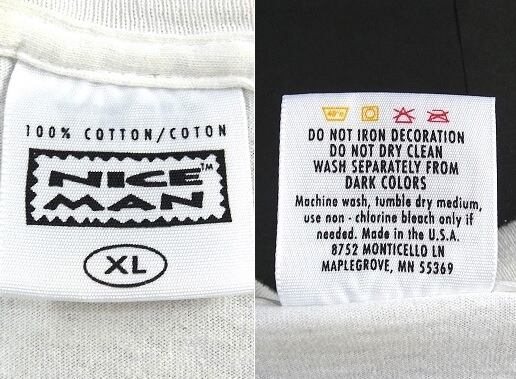 100% COTTON/COTON
NICE™
MAN
XL
40°
DO NOT IRON DECORATION
DO NOT DRY CLEAN
WASH SEPARATELY FROM
DARK COLORS
Machine wash, tumble dry medium,
use non - chlorine bleach only if
needed. Made in the U.S.A.
8752 MONTICELLO LN
MAPLEGROVE, MN 55369